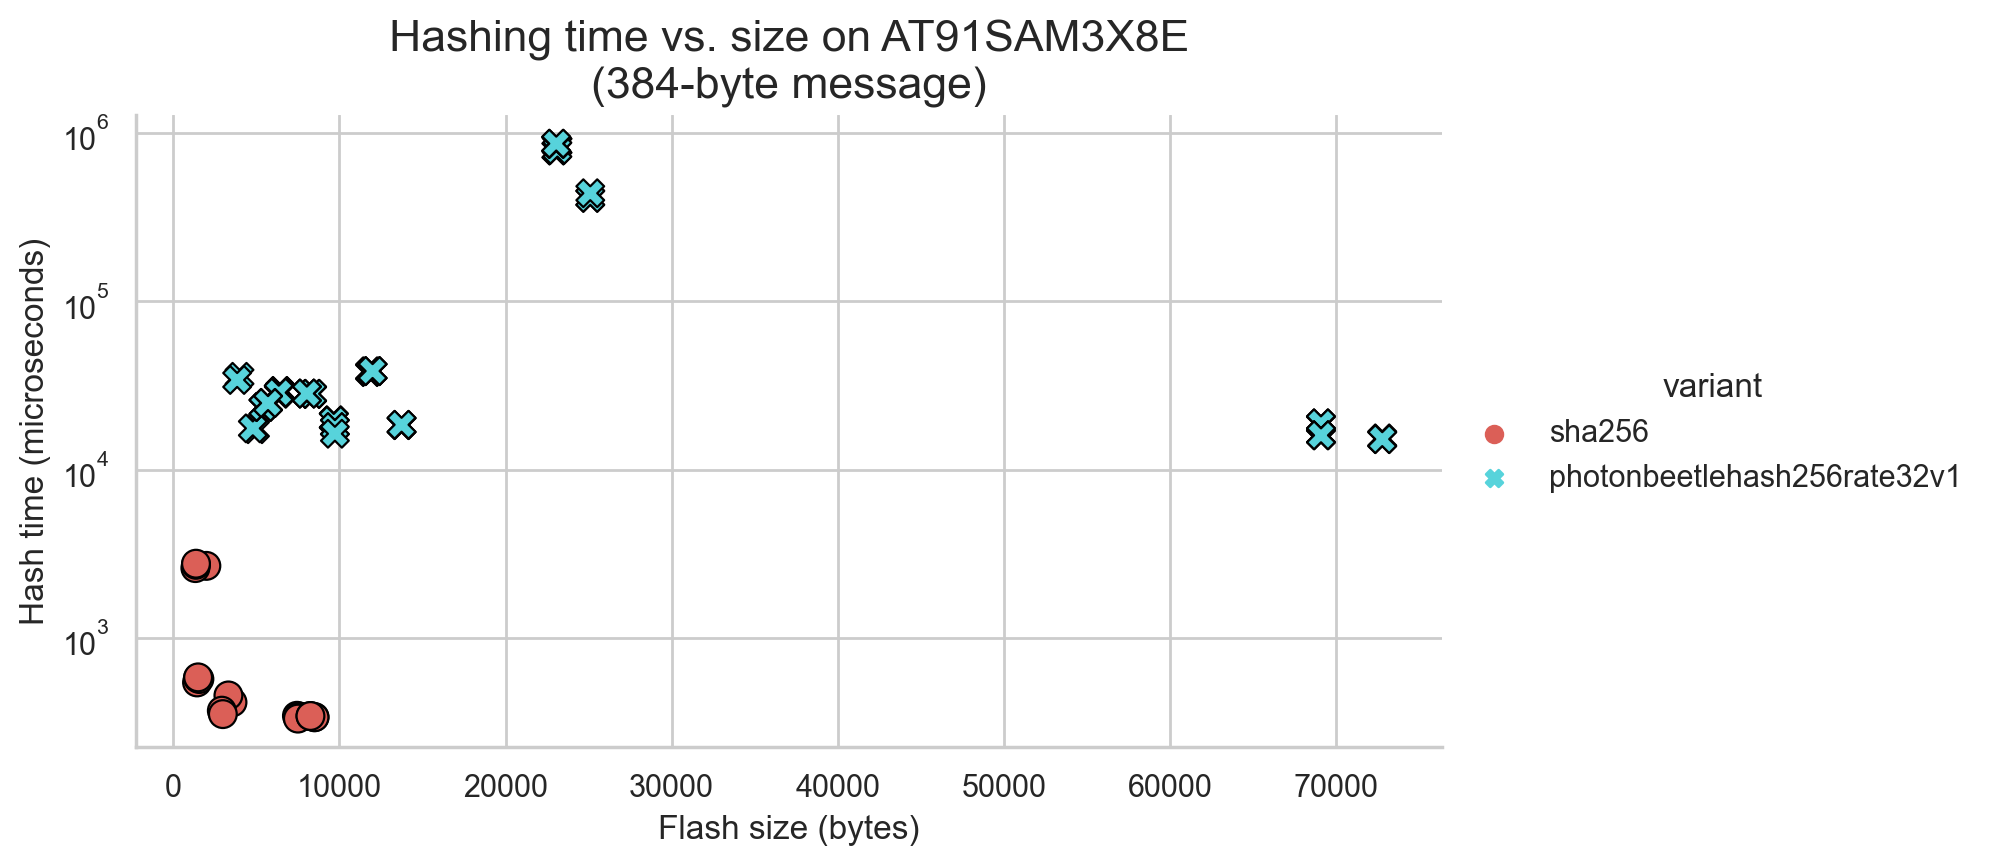 Hashing time vs. size on AT91SAM3X8E
(384-byte message)
Hash time (microseconds)
10^6
10^5
10^4
10^3
0 10000 20000 30000 40000 50000 60000 70000
Flash size (bytes)
variant
sha256
photonbeetlehash256rate32v1